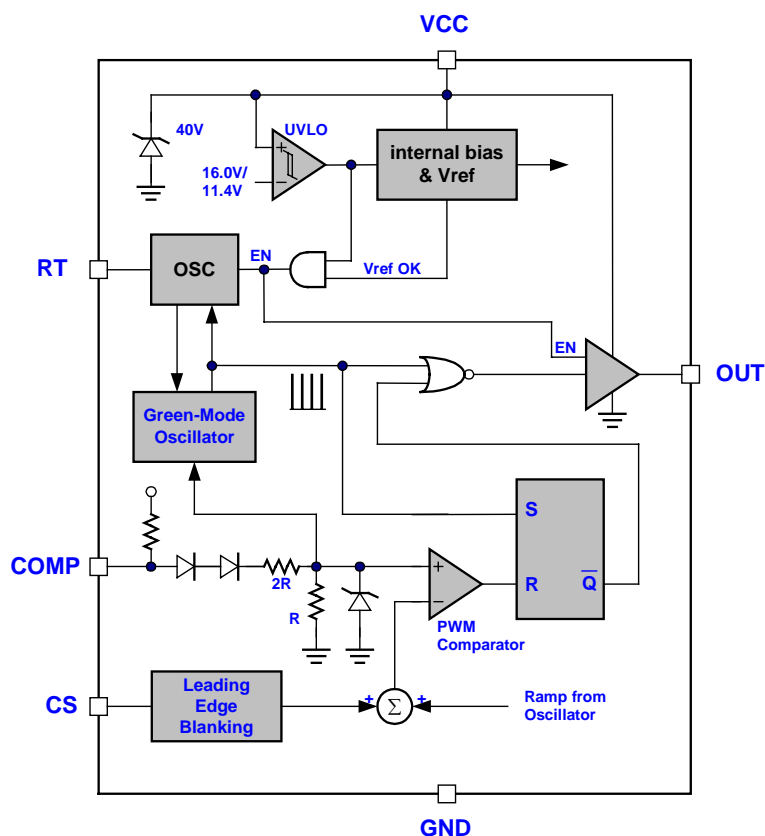 VCC
40V
UVLO
16.0V/
11.4V
internal bias
& Vref
RT
OSC
EN
Vref OK
EN
OUT
Green-Mode
Oscillator
S
COMP
2R
R
+
−
PWM
Comparator
R
Q
CS
Leading
Edge
Blanking
+
Σ
+
Ramp from
Oscillator
GND